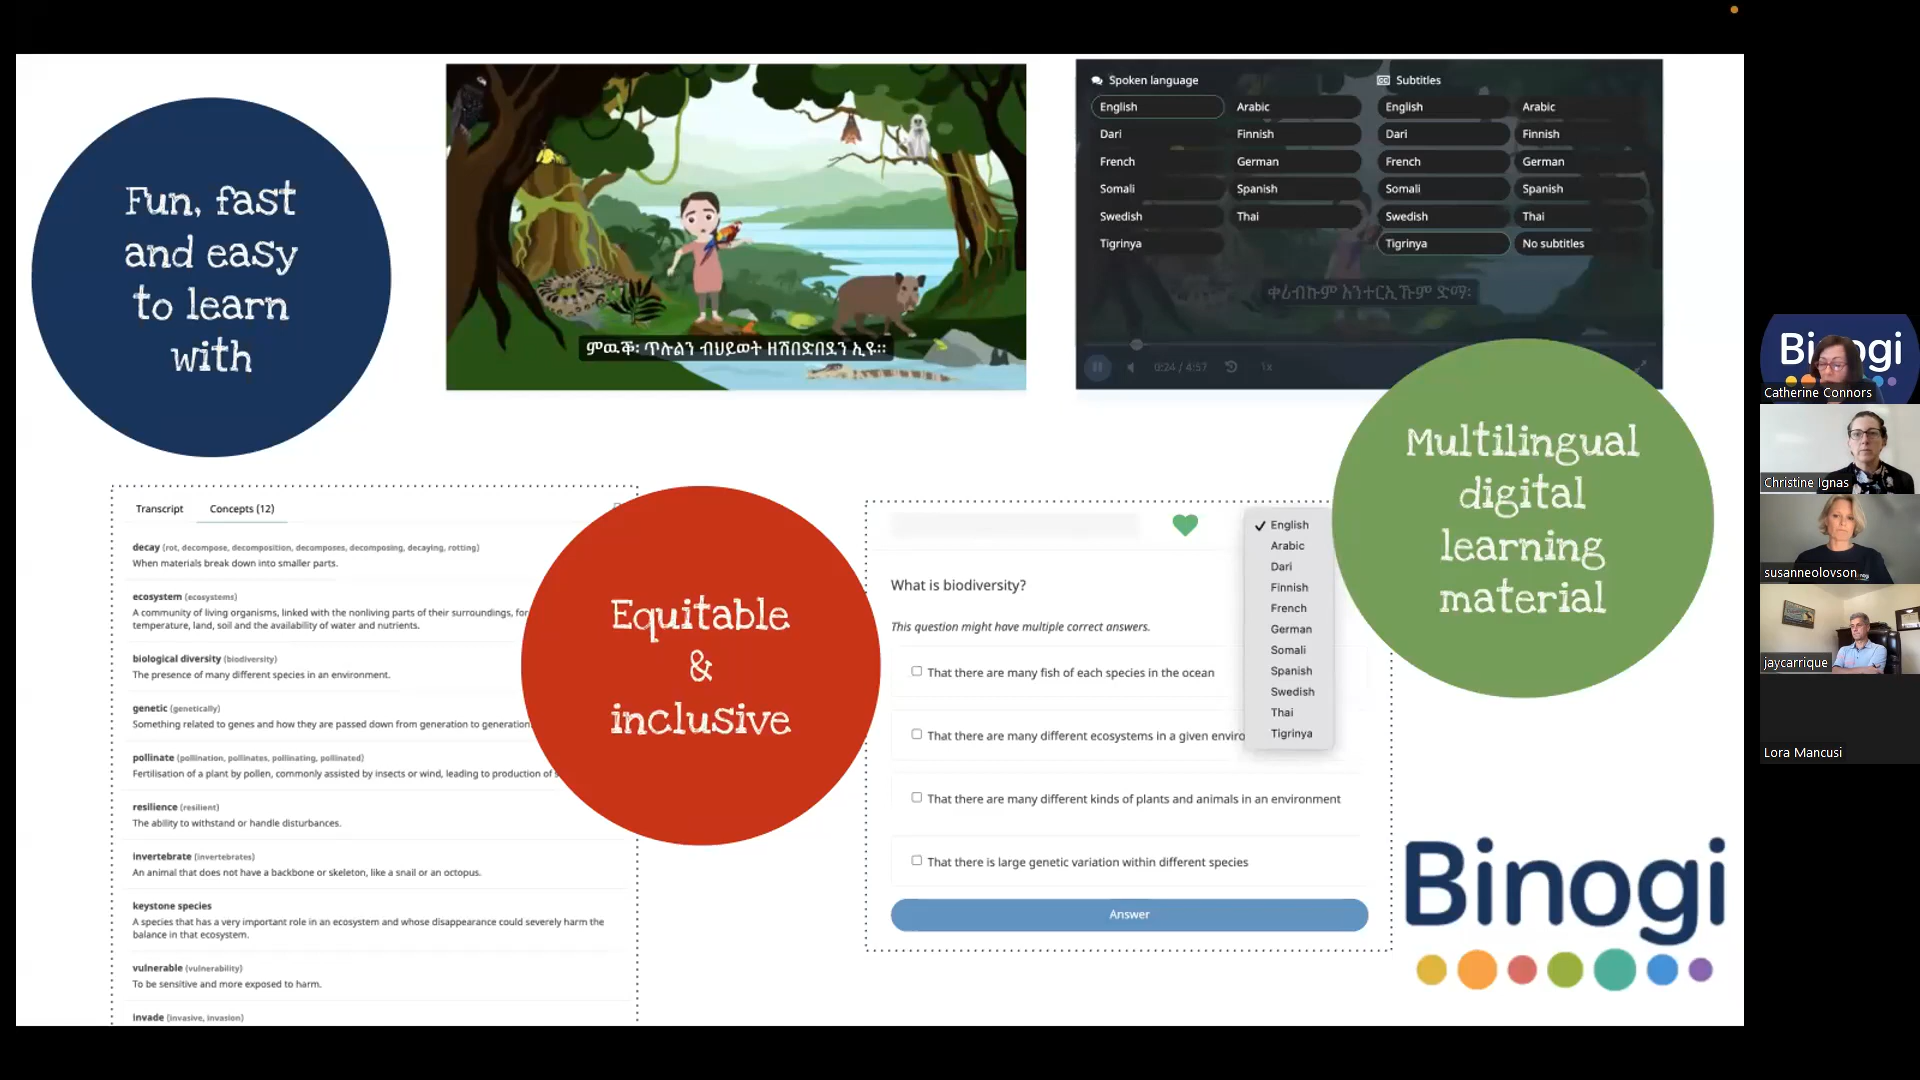 Fun, fast
and easy
to learn
with
ምዉቕ፡ ጥሉልን ብህይወት ዘሽበድበደን ኢዩ።
Spoken language
English
Arabic
Dari
Finnish
French
German
Somali
Spanish
Swedish
Thai
Tigrinya
Subtitles
English
Arabic
Dari
Finnish
French
German
Somali
Spanish
Swedish
Thai
Tigrinya
No subtitles
0:24 / 4:57
1x
Multilingual
digital
learning
material
Transcript
Concepts (12)
decay (rot, decompose, decomposition, decomposes, decomposing, decaying, rotting)
When materials break down into smaller parts.
ecosystem (ecosystems)
A community of living organisms, linked with the nonliving parts of their surroundings, for
temperature, land, soil and the availability of water and nutrients.
biological diversity (biodiversity)
The presence of many different species in an environment.
genetic (genetically)
Something related to genes and how they are passed down from generation to generation
pollinate (pollination, pollinates, pollinating, pollinated)
Fertilisation of a plant by pollen, commonly assisted by insects or wind, leading to production of
resilience (resilient)
The ability to withstand or handle disturbances.
invertebrate (invertebrates)
An animal that does not have a backbone or skeleton, like a snail or an octopus.
keystone species
A species that has a very important role in an ecosystem and whose disappearance could severely harm the
balance in that ecosystem.
vulnerable (vulnerability)
To be sensitive and more exposed to harm.
invade (invasive, invasion)
Equitable
&
inclusive
What is biodiversity?
This question might have multiple correct answers.
That there are many fish of each species in the ocean
That there are many different ecosystems in a given enviro
That there are many different kinds of plants and animals in an environment
That there is large genetic variation within different species
Answer
English
Arabic
Dari
Finnish
French
German
Somali
Spanish
Swedish
Thai
Tigrinya
Binogi
Catherine Connors
Christine Ignas
susanneolovson
jaycarrique
Lora Mancusi